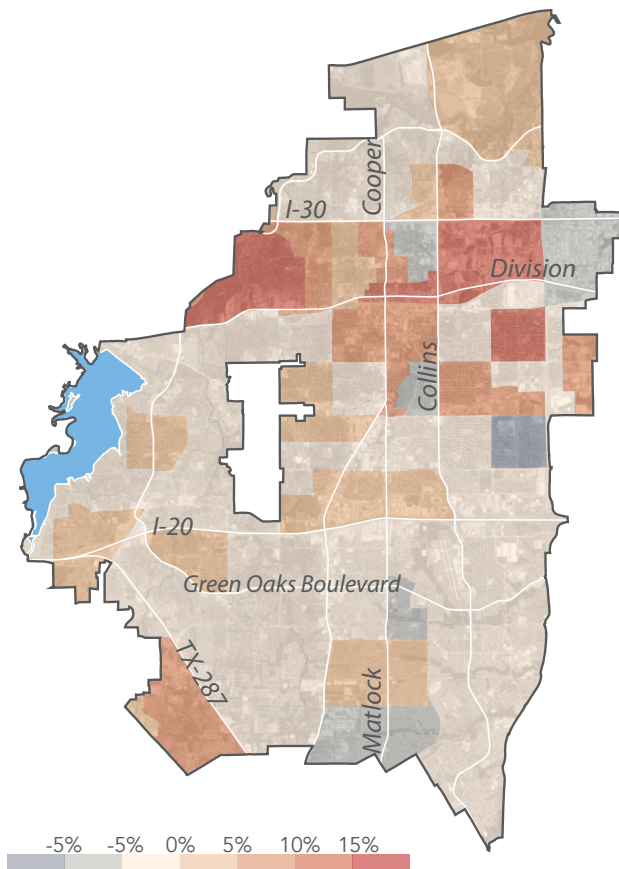 Cooper
I-30
Division
Collins
I-20
Green Oaks Boulevard
TX-287
Matlock
-5% -5% 0% 5% 10% 15%